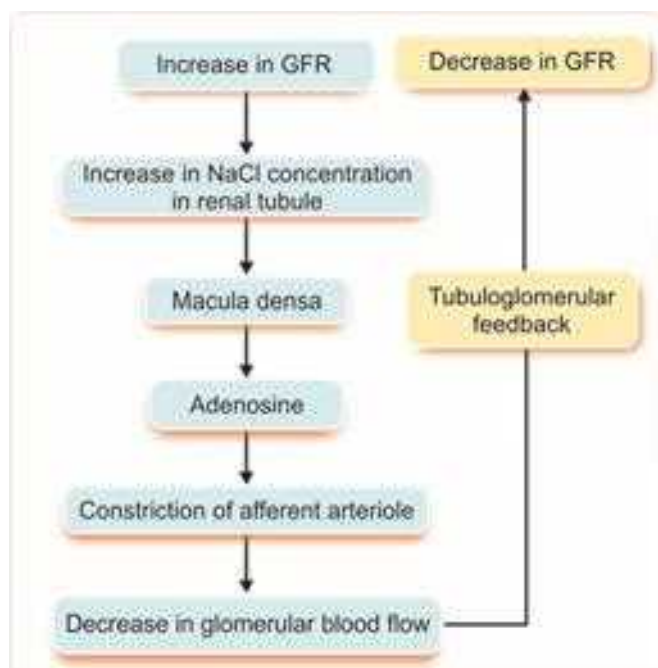 Increase in GFR
Decrease in GFR
Increase in NaCl concentration
in renal tubule
Macula densa
Tubuloglomerular
feedback
Adenosine
Constriction of afferent arteriole
Decrease in glomerular blood flow